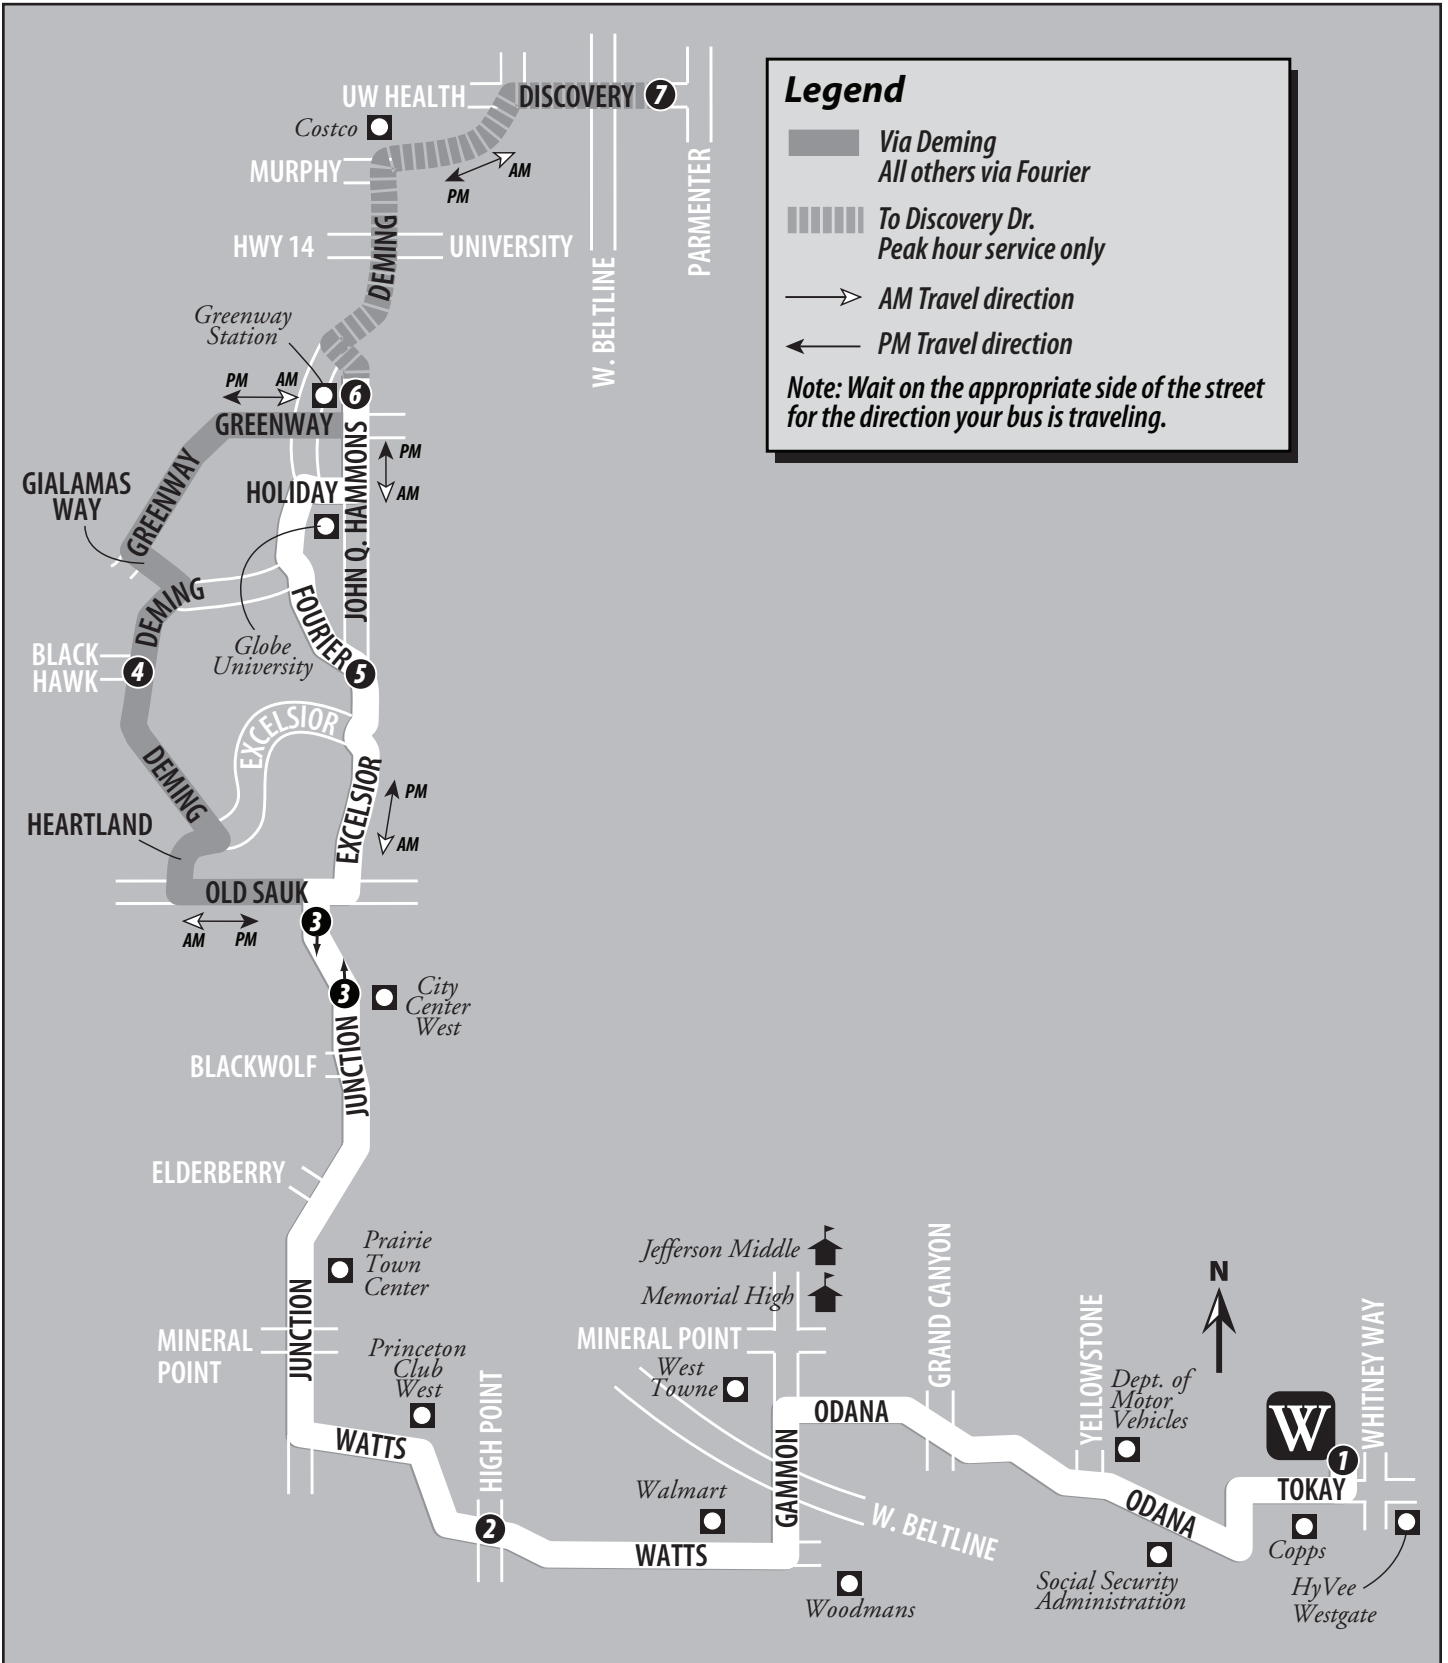 UW HEALTH
DISCOVERY
7
Costco
MURPHY
AM
PM
PARMENTER
HWY 14
DEMING
UNIVERSITY
W. BELTLINE
Legend
Via Deming
All others via Fourier
To Discovery Dr.
Peak hour service only
AM Travel direction
PM Travel direction
Note: Wait on the appropriate side of the street
for the direction your bus is traveling.
Greenway
Station
PM
AM
6
GREENWAY
PM
AM
GIALAMAS
WAY
GREENWAY
HOLIDAY
JOHN Q. HAMMONS
DEMING
FOURIER
BLACK
HAWK
4
Globe
University
5
EXCELSIOR
DEMING
EXCELSIOR
PM
AM
HEARTLAND
OLD SAUK
AM
PM
3
3
City
Center
West
JUNCTION
BLACKWOLF
ELDERBERRY
Prairie
Town
Center
JUNCTION
MINERAL
POINT
Princeton
Club
West
WATTS
HIGH POINT
2
Jefferson Middle
Memorial High
MINERAL POINT
West
Towne
GRAND CANYON
ODANA
GAMMON
Walmart
W. BELTLINE
WATTS
Woodmans
YELLOWSTONE
Dept. of
Motor
Vehicles
N
W
WHITNEY WAY
1
TOKAY
ODANA
Copps
Social Security
Administration
HyVee
Westgate